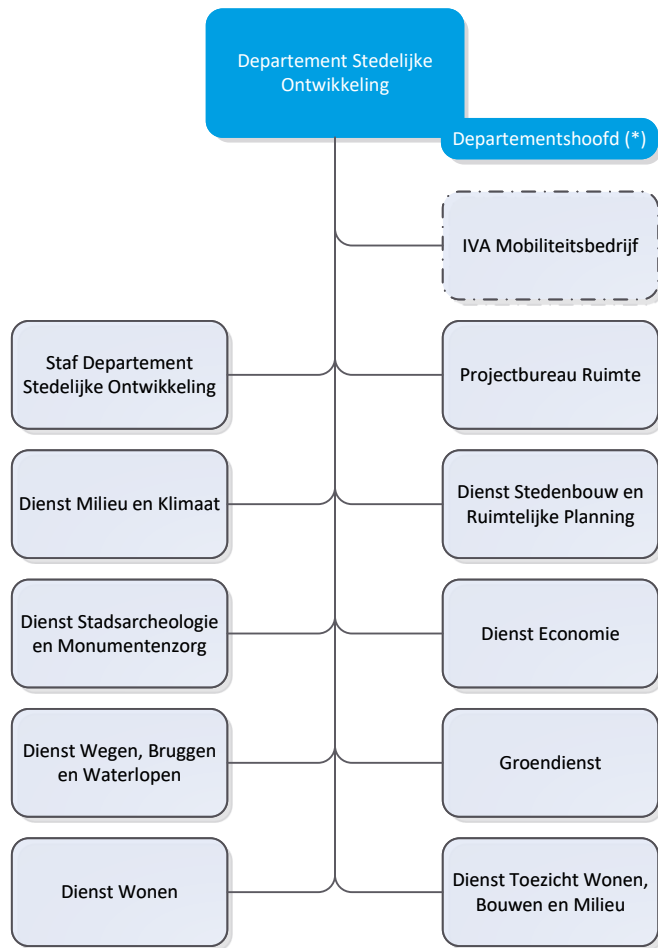 Departement Stedelijke
Ontwikkeling
Departementshoofd (*)
IVA Mobiliteitsbedrijf
Staf Departement
Stedelijke Ontwikkeling
Projectbureau Ruimte
Dienst Milieu en Klimaat
Dienst Stedenbouw en
Ruimtelijke Planning
Dienst Stadsarcheologie
en Monumentenzorg
Dienst Economie
Dienst Wegen, Bruggen
en Waterlopen
Groendienst
Dienst Wonen
Dienst Toezicht Wonen,
Bouwen en Milieu